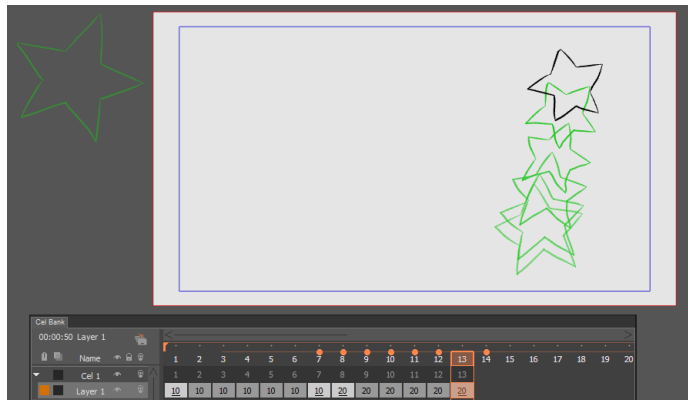 Cel Bank
00:00:50 Layer 1
Name 1 2 3 4 5 6 7 8 9 10 11 12 13 14 15 16 17 18 19 20
Cel 1 1 2 3 4 5 6 7 8 9 10 11 12 13
Layer 1 10 10 10 10 10 10 10 20 20 20 20 20 20